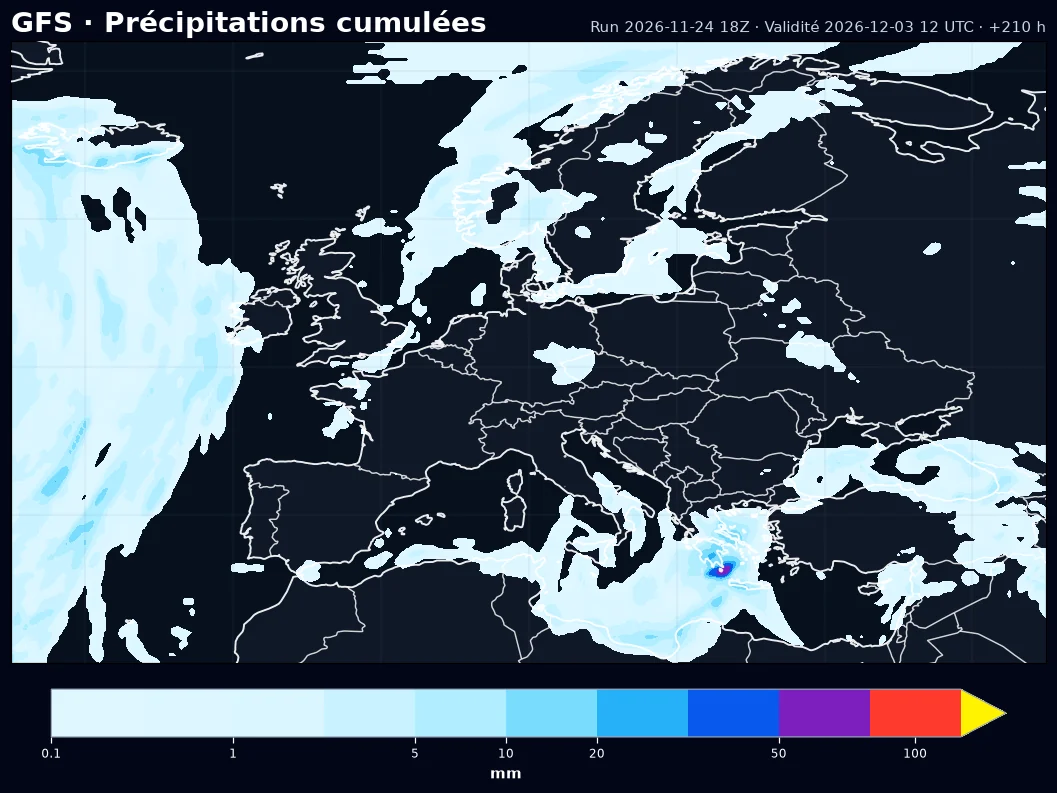 GFS · Précipitations cumulées
Run 2026-11-24 18Z · Validité 2026-12-03 12 UTC · +210 h
0.1 1 5 10 20 50 100
mm